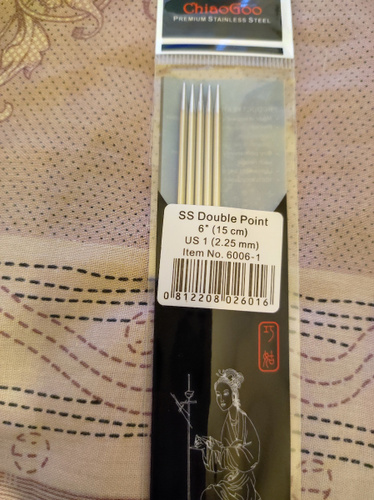 ChiaoGoo
PREMIUM STAINLESS STEEL
SS Double Point
6" (15 cm)
US 1 (2.25 mm)
Item No. 6006-1
0 812208 026016
巧